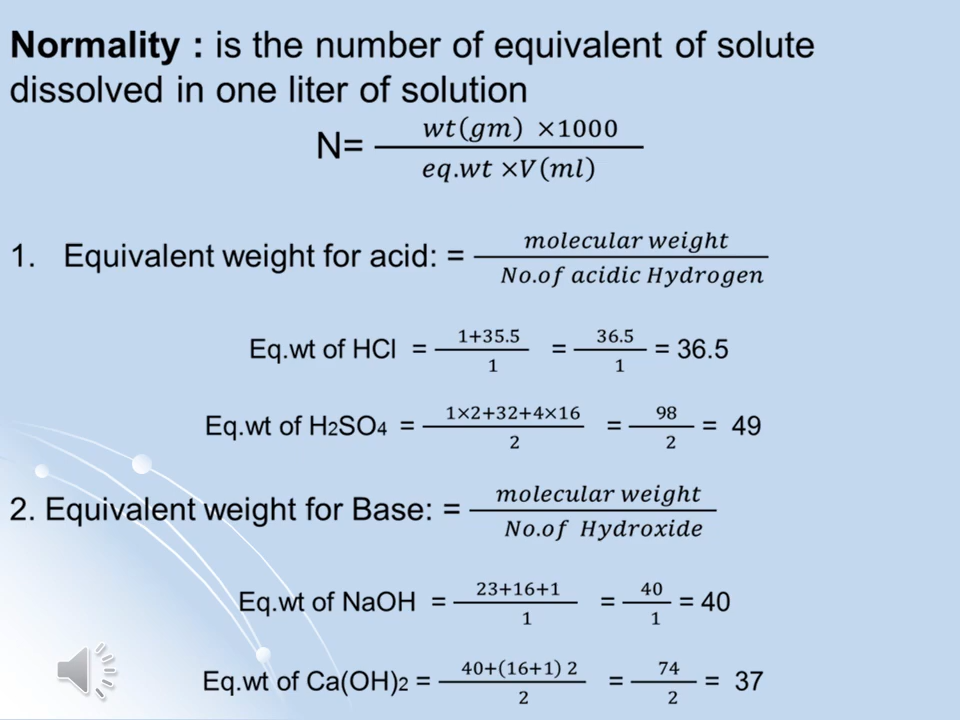 Normality : is the number of equivalent of solute
dissolved in one liter of solution
N= wt(gm) ×1000 / eq.wt ×V(ml)
1. Equivalent weight for acid: = molecular weight / No.of acidic Hydrogen
Eq.wt of HCl = 1+35.5 / 1 = 36.5 / 1 = 36.5
Eq.wt of H₂SO₄ = 1×2+32+4×16 / 2 = 98 / 2 = 49
2. Equivalent weight for Base: = molecular weight / No.of Hydroxide
Eq.wt of NaOH = 23+16+1 / 1 = 40 / 1 = 40
Eq.wt of Ca(OH)₂ = 40+(16+1) 2 / 2 = 74 / 2 = 37